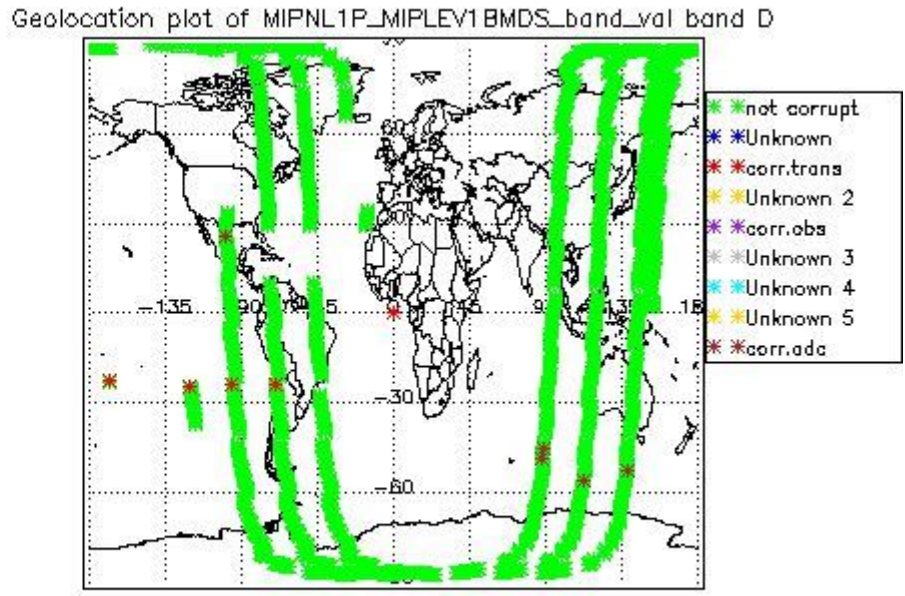 Geolocation plot of MIPNL1P_MIPLEV1BMDS_band_val band D
not corrupt
Unknown
corr.trans
Unknown 2
corr.obs
Unknown 3
Unknown 4
Unknown 5
corr.adc
-135
-30
-60